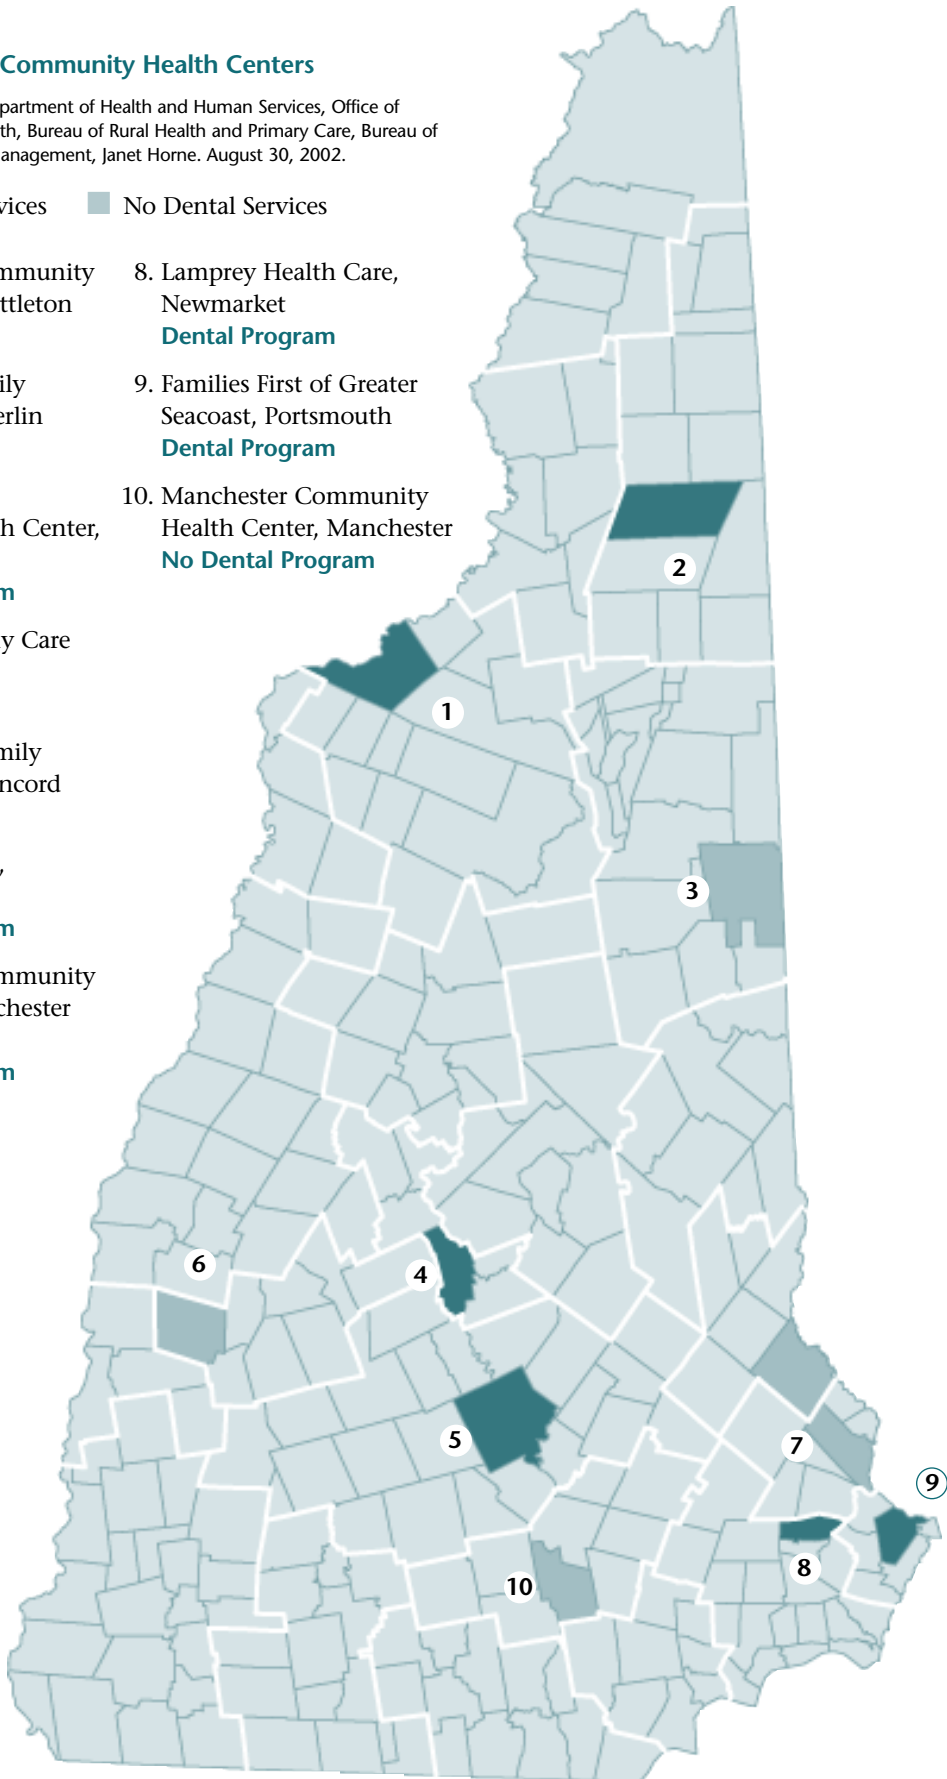 Community Health Centers
partment of Health and Human Services, Office of
th, Bureau of Rural Health and Primary Care, Bureau of
anagement, Janet Horne. August 30, 2002.
vices
No Dental Services
mmunity
ttleton
ily
erlin
h Center,
m
y Care
mily
ncord
,
m
mmunity
chester
m
8. Lamprey Health Care,
Newmarket
Dental Program
9. Families First of Greater
Seacoast, Portsmouth
Dental Program
10. Manchester Community
Health Center, Manchester
No Dental Program
2
1
3
6
4
5
7
9
8
10